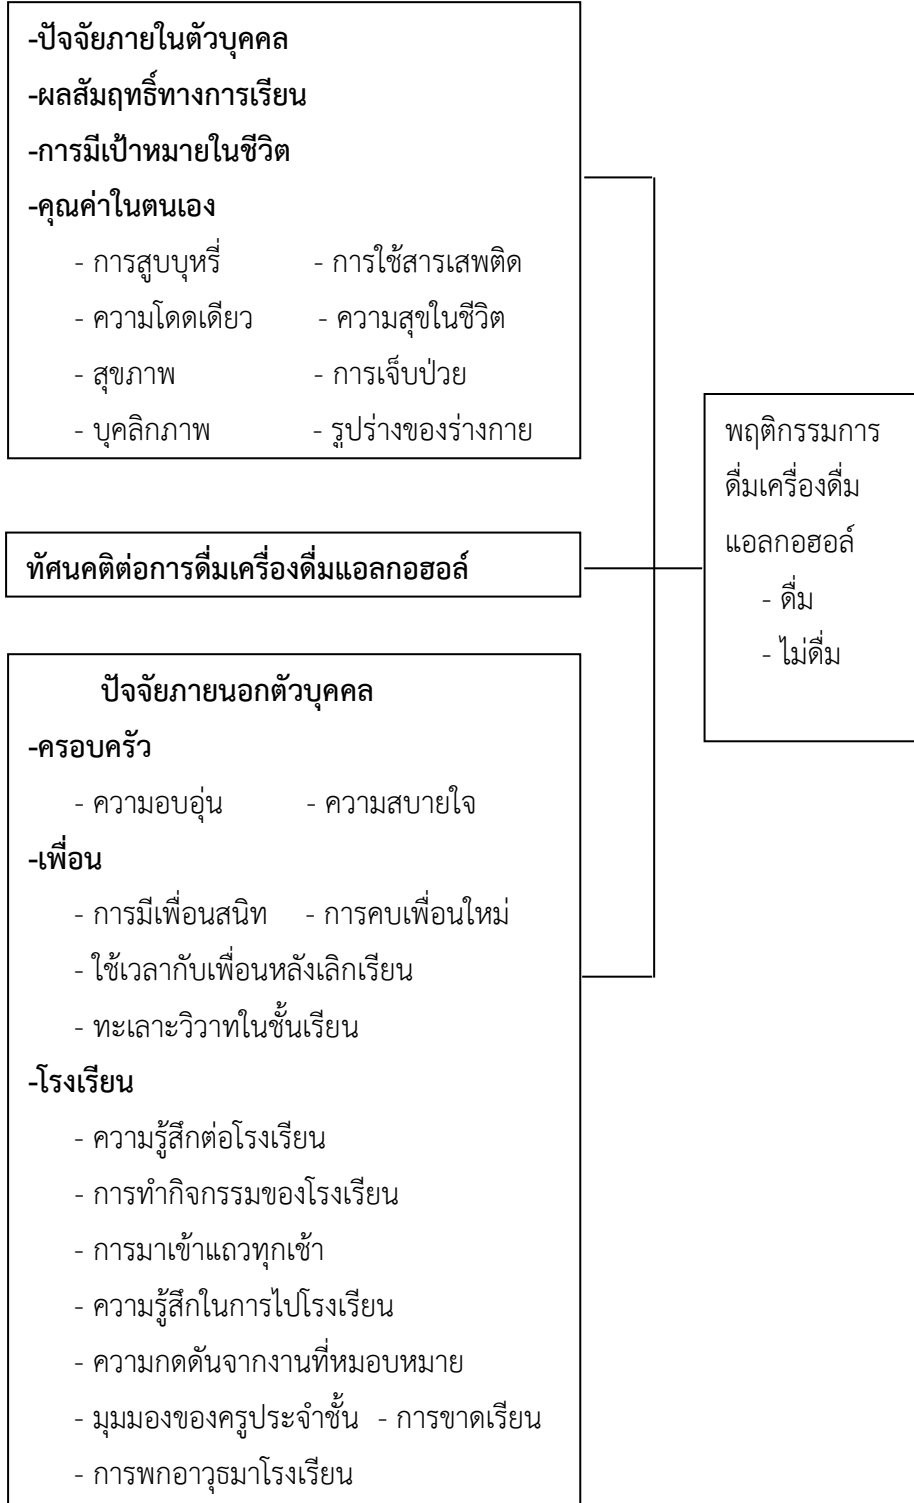 -ปัจจัยภายในตัวบุคคล
-ผลสัมฤทธิ์ทางการเรียน
-การมีเป้าหมายในชีวิต
-คุณค่าในตนเอง
- การสูบบุหรี่ - การใช้สารเสพติด
- ความโดดเดียว - ความสุขในชีวิต
- สุขภาพ - การเจ็บป่วย
- บุคลิกภาพ - รูปร่างของร่างกาย
ทัศนคติต่อการดื่มเครื่องดื่มแอลกอฮอล์
ปัจจัยภายนอกตัวบุคคล
-ครอบครัว
- ความอบอุ่น - ความสบายใจ
-เพื่อน
- การมีเพื่อนสนิท - การคบเพื่อนใหม่
- ใช้เวลากับเพื่อนหลังเลิกเรียน
- ทะเลาะวิวาทในชั้นเรียน
-โรงเรียน
- ความรู้สึกต่อโรงเรียน
- การทำกิจกรรมของโรงเรียน
- การมาเข้าแถวทุกเช้า
- ความรู้สึกในการไปโรงเรียน
- ความกดดันจากงานที่หมอบหมาย
- มุมมองของครูประจำชั้น - การขาดเรียน
- การพกอาวุธมาโรงเรียน
พฤติกรรมการ
ดื่มเครื่องดื่ม
แอลกอฮอล์
- ดื่ม
- ไม่ดื่ม